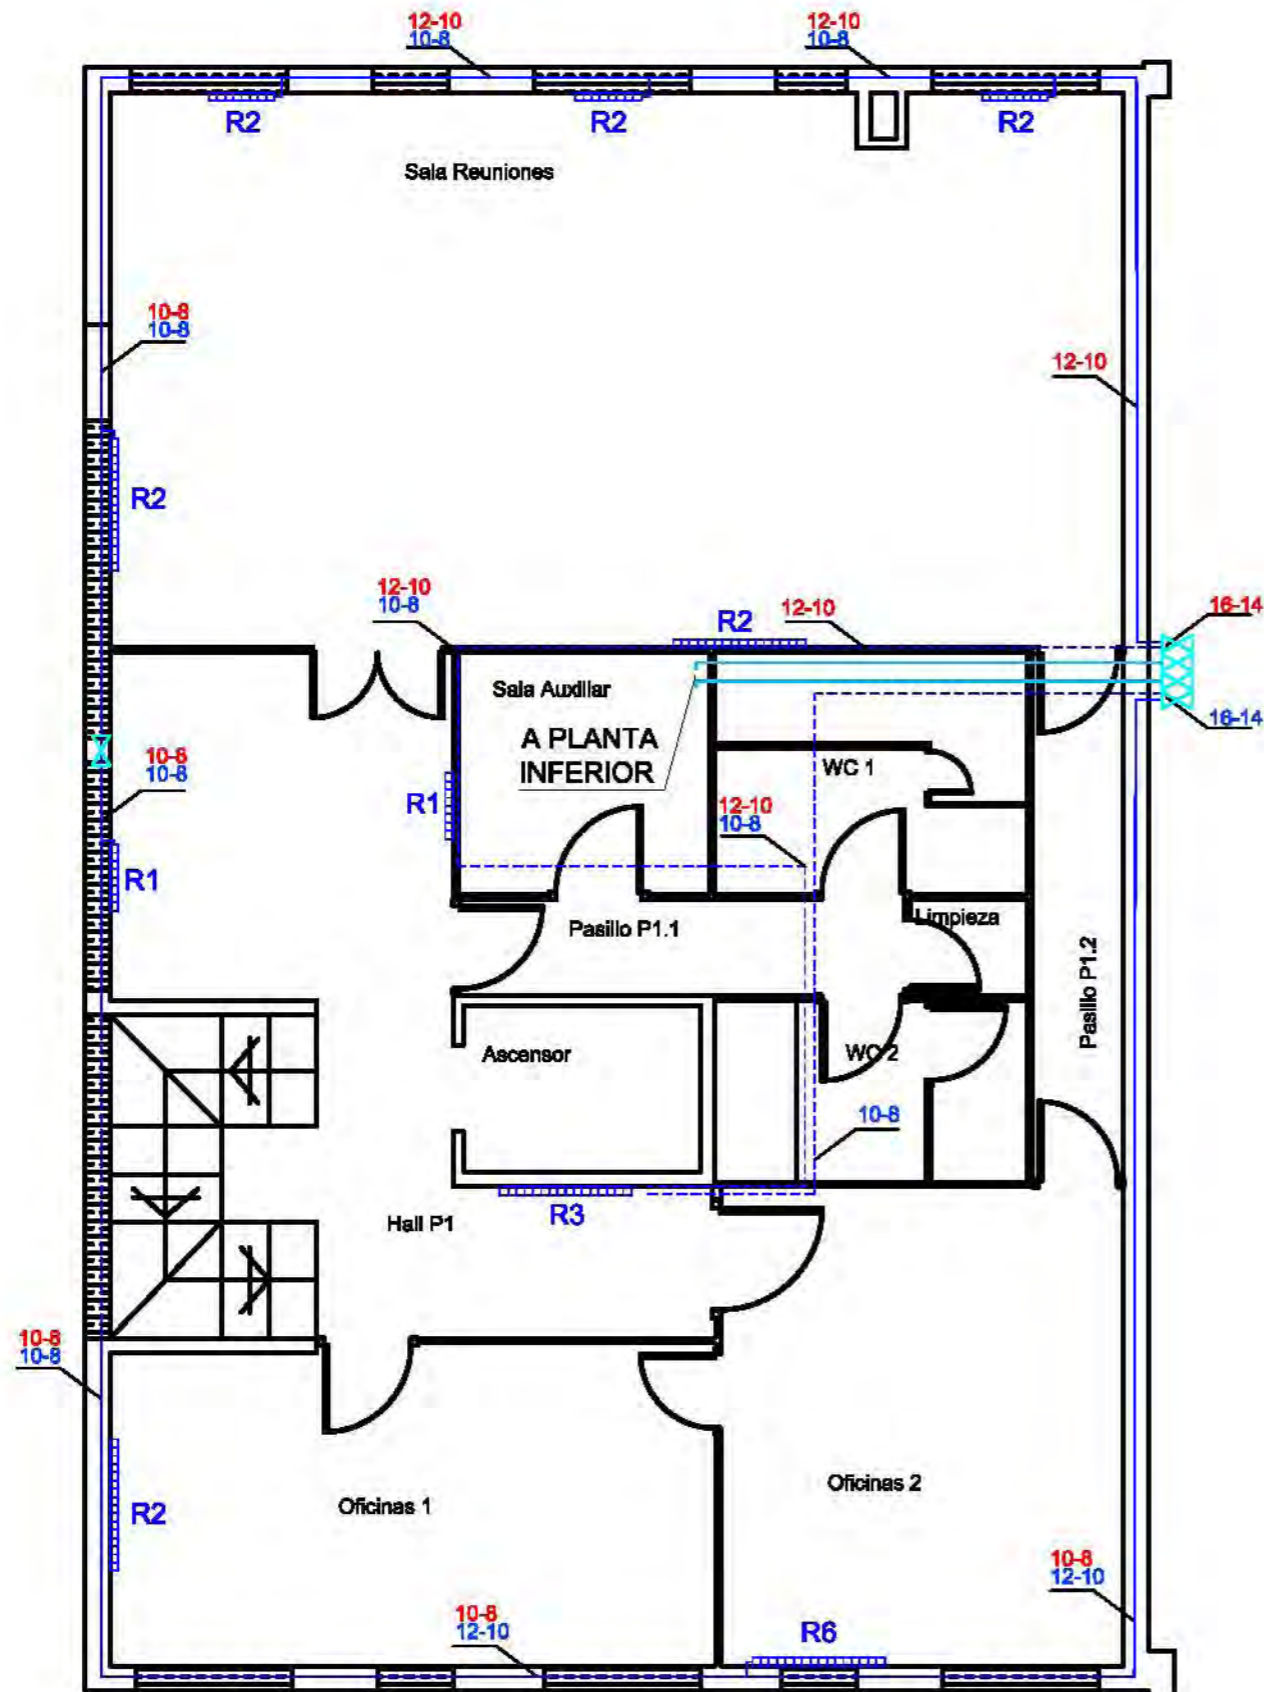 12-10
10-8
12-10
10-8
R2
R2
R2
Sala Reuniones
10-8
10-8
12-10
R2
12-10
10-8
R2
12-10
16-14
Sala Auxiliar
16-14
A PLANTA
INFERIOR
WC 1
10-8
10-8
R1
12-10
10-8
R1
Limpieza
Pasillo P1.1
Pasillo P1.2
Ascensor
WC 2
10-8
R3
Hall P1
10-8
10-8
Oficinas 2
Oficinas 1
R2
10-8
12-10
10-8
12-10
R6